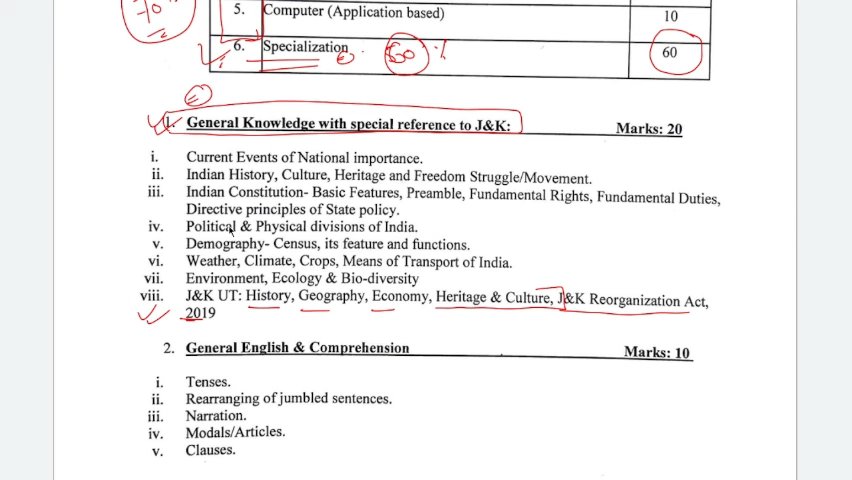 70%
5. Computer (Application based) 10
6. Specialization 60 % 60
1. General Knowledge with special reference to J&K: Marks: 20
i. Current Events of National importance.
ii. Indian History, Culture, Heritage and Freedom Struggle/Movement.
iii. Indian Constitution- Basic Features, Preamble, Fundamental Rights, Fundamental Duties,
Directive principles of State policy.
iv. Political & Physical divisions of India.
v. Demography- Census, its feature and functions.
vi. Weather, Climate, Crops, Means of Transport of India.
vii. Environment, Ecology & Bio-diversity
viii. J&K UT: History, Geography, Economy, Heritage & Culture, J&K Reorganization Act,
2019
2. General English & Comprehension Marks: 10
i. Tenses.
ii. Rearranging of jumbled sentences.
iii. Narration.
iv. Modals/Articles.
v. Clauses.